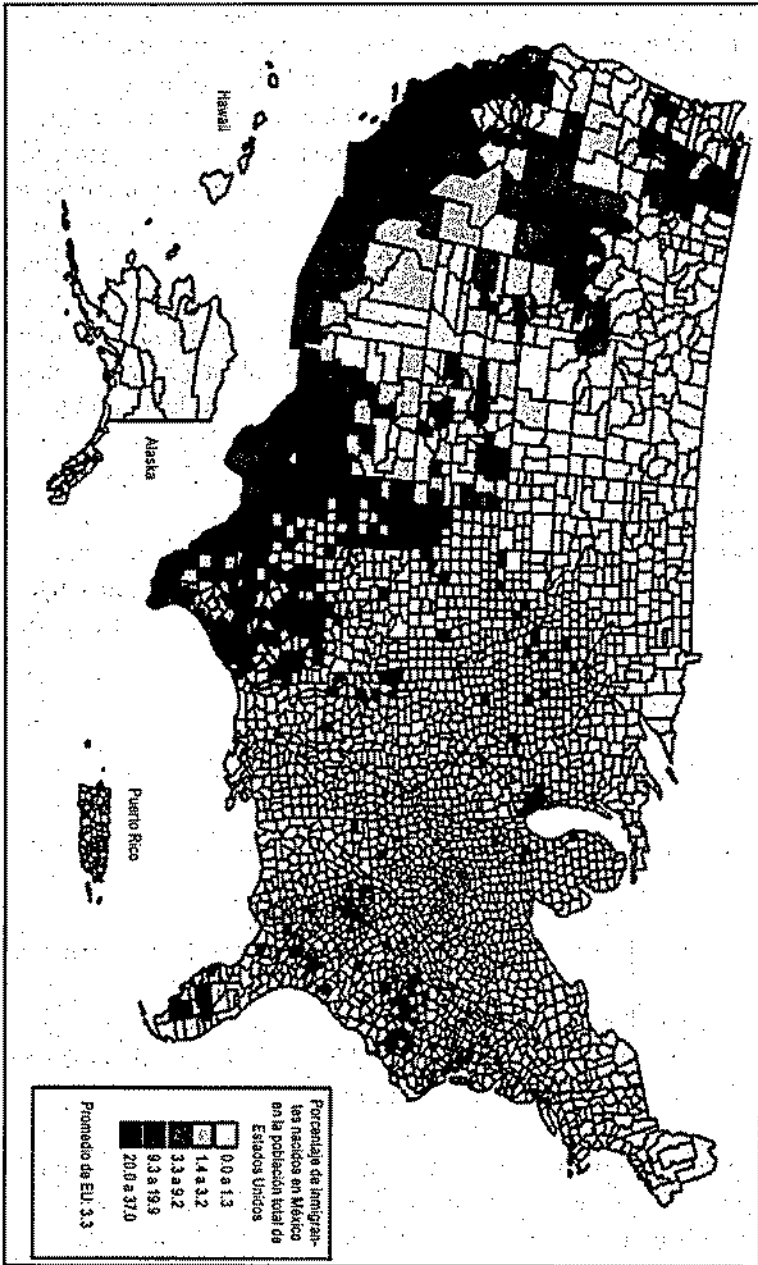 Hawaii
Alaska
Puerto Rico
Porcentaje de inmigran-
tes nacidos en México
en la población total de
Estados Unidos
0.0 a 1.3
1.4 a 3.2
3.3 a 9.2
9.3 a 19.9
20.0 a 37.0
Promedio de EU: 3.3